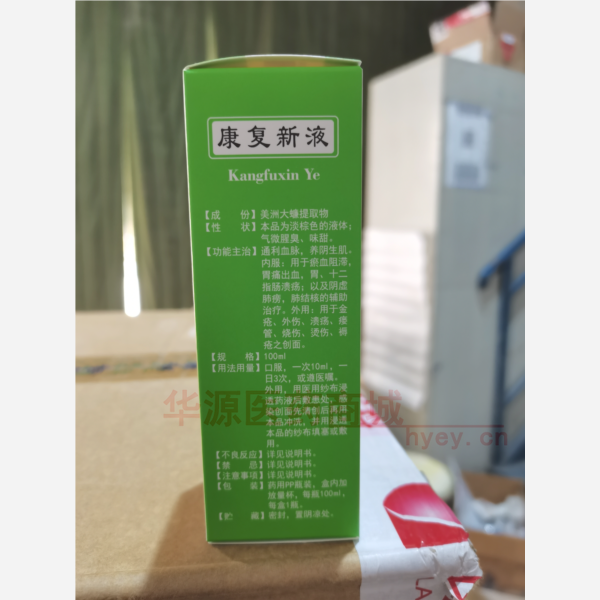 康复新液
Kangfuxin Ye
【成 份】美洲大蠊提取物
【性 状】本品为淡棕色的液体；
气微腥臭、味甜。
【功能主治】通利血脉，养阴生肌。
内服：用于瘀血阻滞，
胃痛出血，胃、十二
指肠溃疡；以及阴虚
肺痨，肺结核的辅助
治疗。外用：用于金
疮、外伤、溃疡、瘘
管、烧伤、烫伤、褥
疮之创面。
【规 格】100ml
【用法用量】口服，一次10ml，一
日3次，或遵医嘱。
外用，用医用纱布浸
透药液后敷患处，感
染创面先清创后再用
本品冲洗，并用浸透
本品的纱布填塞或敷
用。
【不良反应】详见说明书。
【禁 忌】详见说明书。
【注意事项】详见说明书。
【包 装】药用PP瓶装，盒内加
放量杯，每瓶100ml，
每盒1瓶。
【贮 藏】密封，置阴凉处。
华源医药商城
hyey.cn
LA